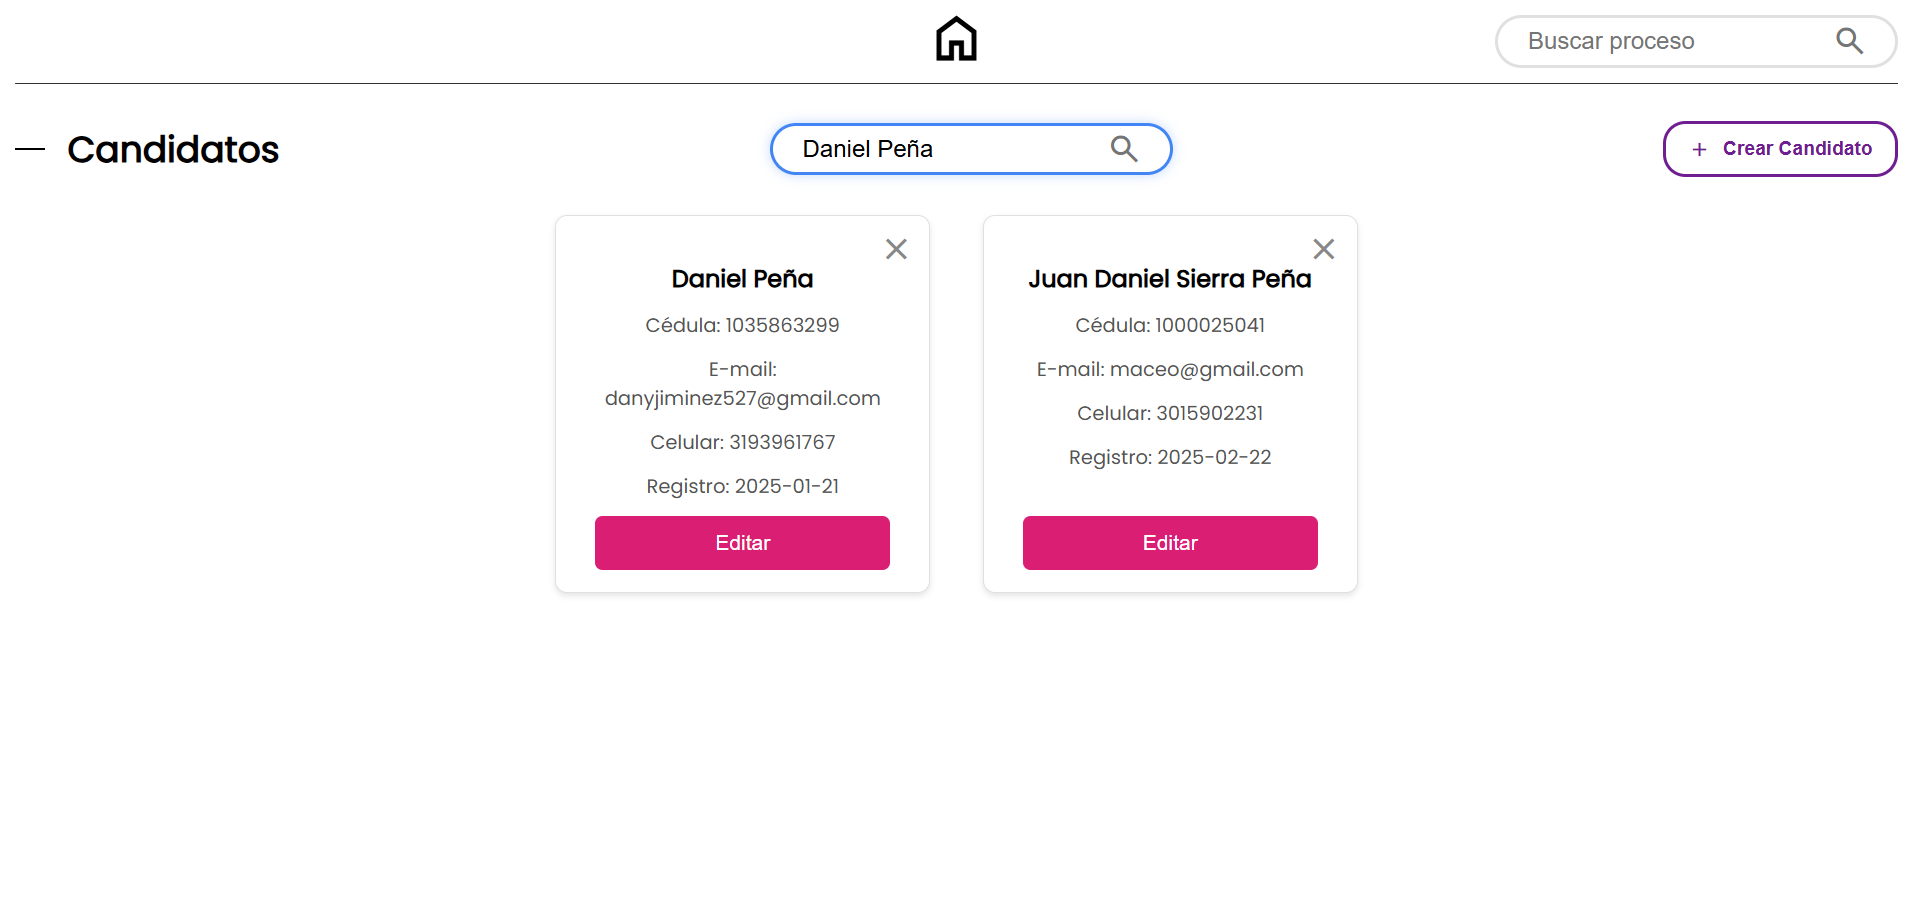 Buscar proceso
Candidatos
Daniel Peña
+ Crear Candidato
Daniel Peña
Cédula: 1035863299
E-mail:
danyjiminez527@gmail.com
Celular: 3193961767
Registro: 2025-01-21
Editar
Juan Daniel Sierra Peña
Cédula: 1000025041
E-mail: maceo@gmail.com
Celular: 3015902231
Registro: 2025-02-22
Editar